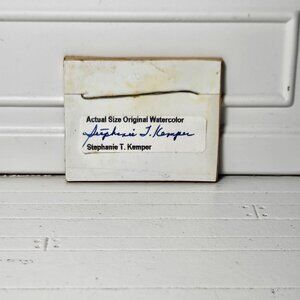 Actual Size Original Watercolor
Stephanie T. Kemper
Stephanie T. Kemper